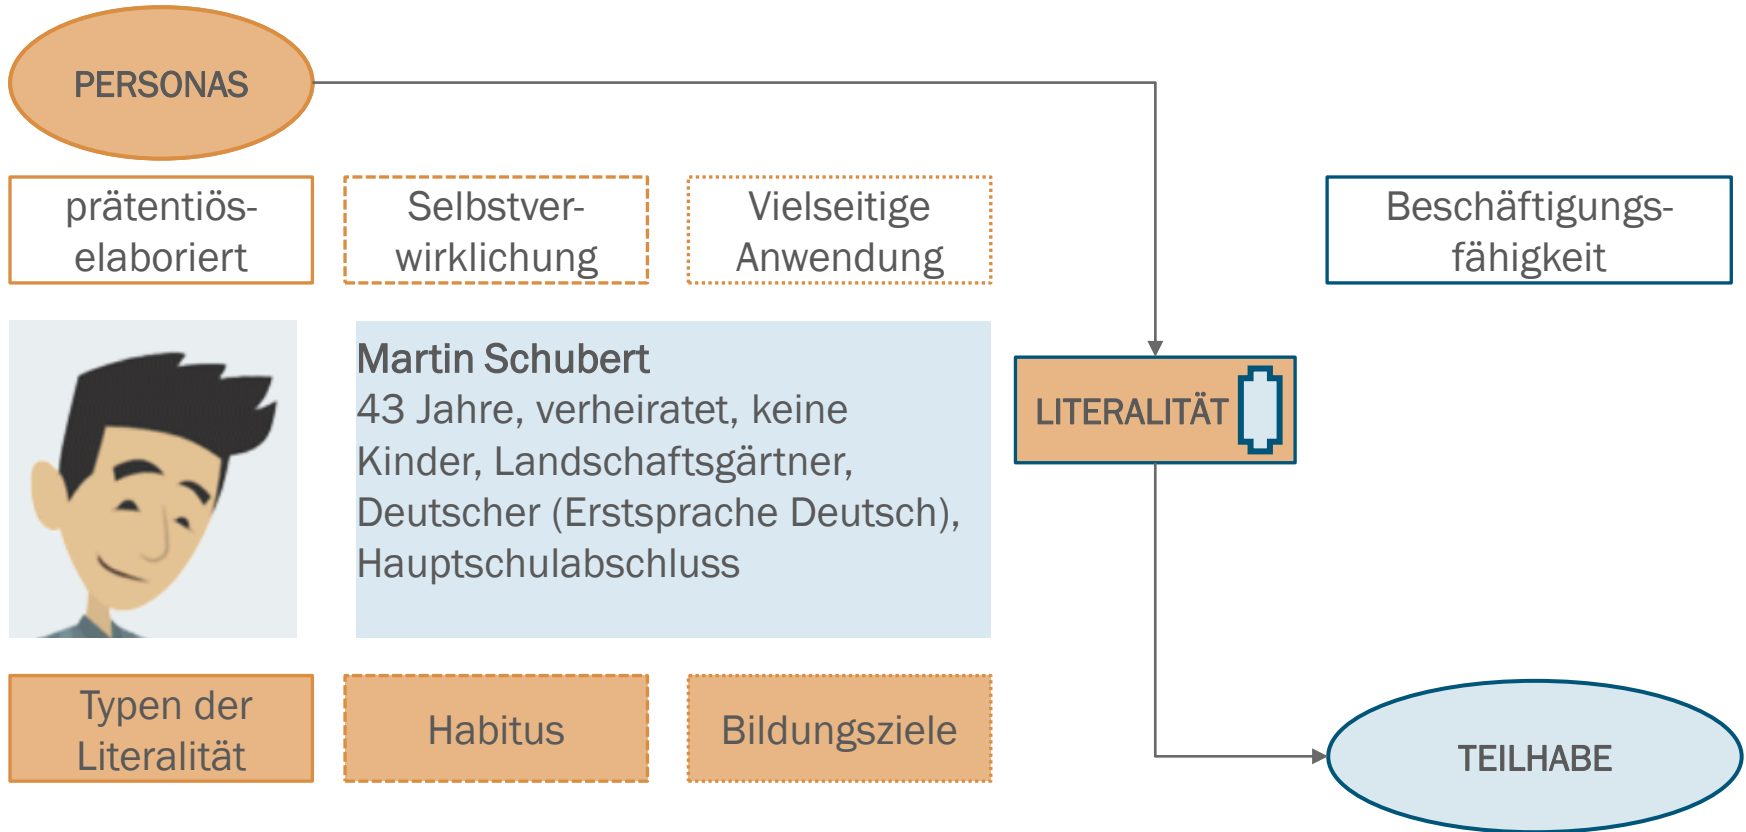 PERSONAS
prätentiös-
elaboriert
Selbstver-
wirklichung
Vielseitige
Anwendung
Beschäftigungs-
fähigkeit
Martin Schubert
43 Jahre, verheiratet, keine
Kinder, Landschaftsgärtner,
Deutscher (Erstsprache Deutsch),
Hauptschulabschluss
LITERALITÄT
Typen der
Literalität
Habitus
Bildungsziele
TEILHABE